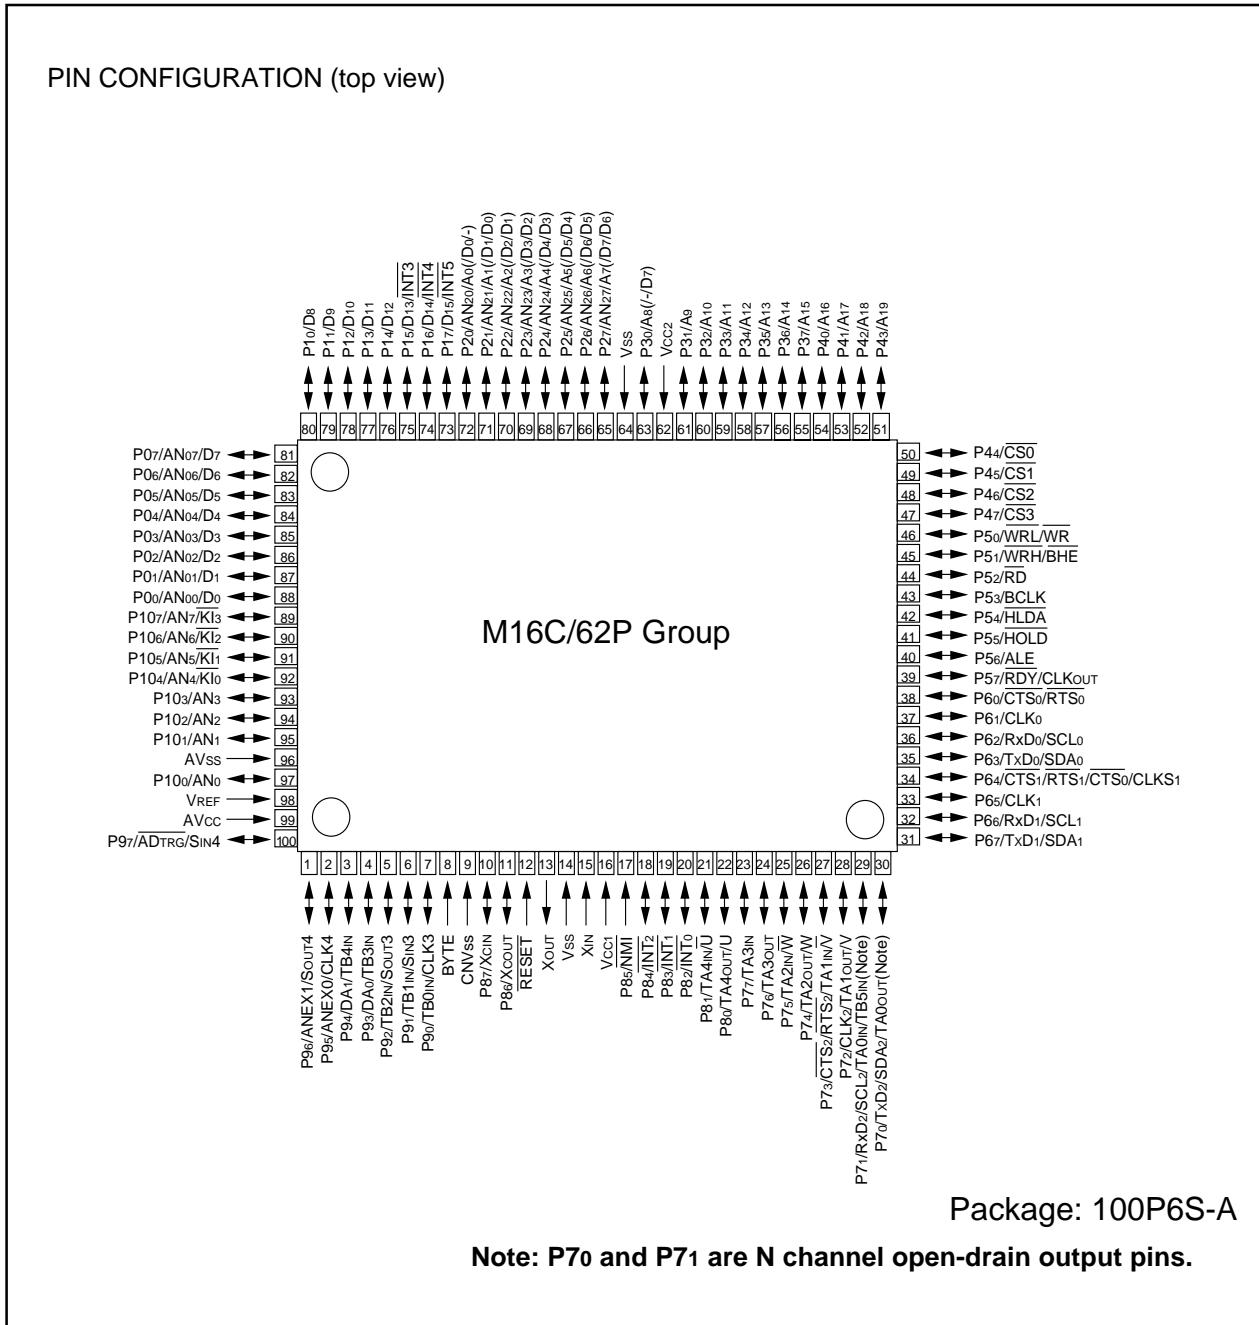 PIN CONFIGURATION (top view)
P10/D8
P11/D9
P12/D10
P13/D11
P14/D12
P15/D13/INT3
P16/D14/INT4
P17/D15/INT5
P20/AN20/A0(/D0/-)
P21/AN21/A1(/D1/D0)
P22/AN22/A2(/D2/D1)
P23/AN23/A3(/D3/D2)
P24/AN24/A4(/D4/D3)
P25/AN25/A5(/D5/D4)
P26/AN26/A6(/D6/D5)
P27/AN27/A7(/D7/D6)
VSS
P30/A8(/-/D7)
VCC2
P31/A9
P32/A10
P33/A11
P34/A12
P35/A13
P36/A14
P37/A15
P40/A16
P41/A17
P42/A18
P43/A19
80 79 78 77 76 75 74 73 72 71 70 69 68 67 66 65 64 63 62 61 60 59 58 57 56 55 54 53 52 51
P07/AN07/D7 81
P06/AN06/D6 82
P05/AN05/D5 83
P04/AN04/D4 84
P03/AN03/D3 85
P02/AN02/D2 86
P01/AN01/D1 87
P00/AN00/D0 88
P107/AN7/KI3 89
P106/AN6/KI2 90
P105/AN5/KI1 91
P104/AN4/KI0 92
P103/AN3 93
P102/AN2 94
P101/AN1 95
AVSS 96
P100/AN0 97
VREF 98
AVCC 99
P97/ADTRG/SIN4 100
M16C/62P Group
50 P44/CS0
49 P45/CS1
48 P46/CS2
47 P47/CS3
46 P50/WRL/WR
45 P51/WRH/BHE
44 P52/RD
43 P53/BCLK
42 P54/HLDA
41 P55/HOLD
40 P56/ALE
39 P57/RDY/CLKOUT
38 P60/CTS0/RTS0
37 P61/CLK0
36 P62/RxD0/SCL0
35 P63/TxD0/SDA0
34 P64/CTS1/RTS1/CTS0/CLKS1
33 P65/CLK1
32 P66/RxD1/SCL1
31 P67/TxD1/SDA1
1 2 3 4 5 6 7 8 9 10 11 12 13 14 15 16 17 18 19 20 21 22 23 24 25 26 27 28 29 30
P96/ANEX1/SOUT4
P95/ANEX0/CLK4
P94/DA1/TB4IN
P93/DA0/TB3IN
P92/TB2IN/SOUT3
P91/TB1IN/SIN3
P90/TB0IN/CLK3
BYTE
CNVSS
P87/XCIN
P86/XCOUT
RESET
XOUT
VSS
XIN
VCC1
P85/NMI
P84/INT2
P83/INT1
P82/INT0
P81/TA4IN/U
P80/TA4OUT/U
P77/TA3IN
P76/TA3OUT
P75/TA2IN/W
P74/TA2OUT/W
P73/CTS2/RTS2/TA1IN/V
P72/CLK2/TA1OUT/V
P71/RxD2/SCL2/TA0IN/TB5IN(Note)
P70/TxD2/SDA2/TA0OUT(Note)
Package: 100P6S-A
Note: P70 and P71 are N channel open-drain output pins.